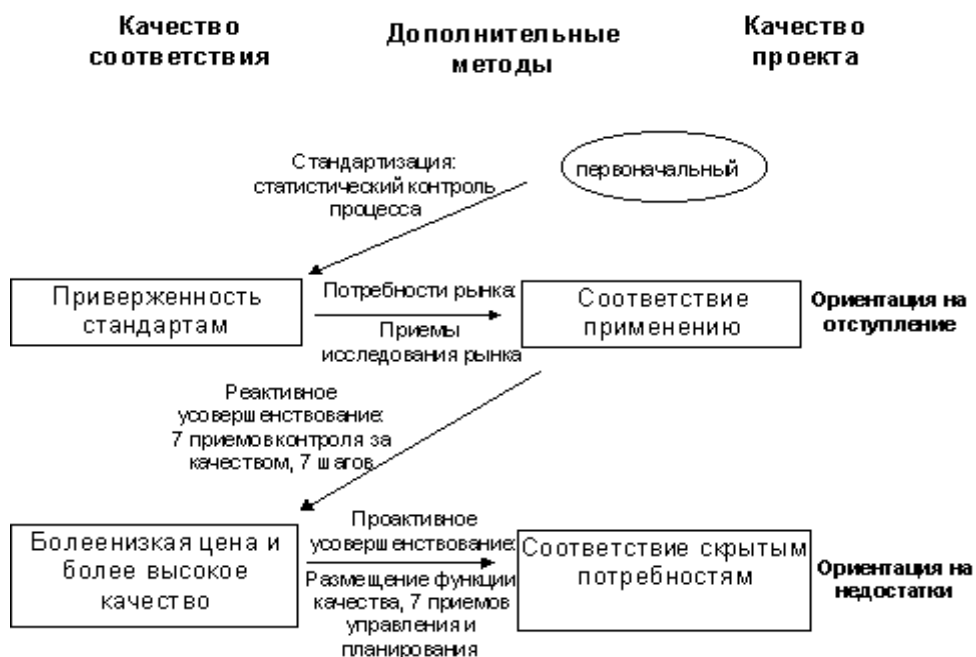 Качество
соответствия
Дополнительные
методы
Качество
проекта
Стандартизация:
статистический контроль
процесса
первоначальный
Приверженность
стандартам
Потребности рынка:
Приемы
исследования рынка
Соответствие
применению
Ориентация на
отступление
Реактивное
усовершенствование:
7 приемов контроля за
качеством, 7 шагов
Более низкая цена и
более высокое
качество
Проактивное
усовершенствование:
Размещение функции
качества, 7 приемов
управления и
планирования
Соответствие скрытым
потребностям
Ориентация на
недостатки